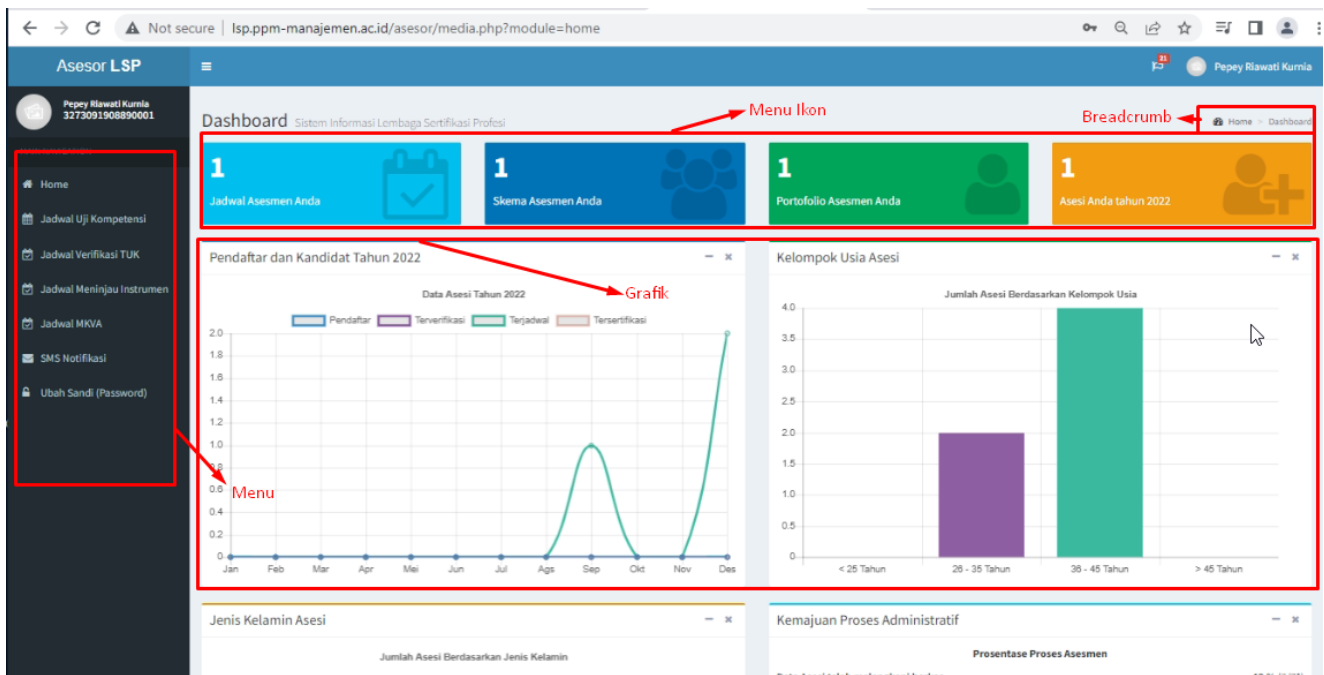 Not secure | lsp.ppm-manajemen.ac.id/asesor/media.php?module=home
Asesor LSP
Pepey Riawati Kurnia
Pepey Riawati Kurnia
3273091908890001
Dashboard Sistem Informasi Lembaga Sertifikasi Profesi
Menu Ikon
Breadcrumb
Home > Dashboard
1
Jadwal Asesmen Anda
1
Skema Asesmen Anda
1
Portofolio Asesmen Anda
1
Asesi Anda tahun 2022
Home
Jadwal Uji Kompetensi
Jadwal Verifikasi TUK
Jadwal Meninjau Instrumen
Jadwal MKVA
SMS Notifikasi
Ubah Sandi (Password)
Menu
Pendaftar dan Kandidat Tahun 2022
Grafik
Data Asesi Tahun 2022
Pendaftar Terverifikasi Terjadwal Tersertifikasi
2.0
1.8
1.6
1.4
1.2
1.0
0.8
0.6
0.4
0.2
0
Jan Feb Mar Apr Mei Jun Jul Ags Sep Okt Nov Des
Kelompok Usia Asesi
Jumlah Asesi Berdasarkan Kelompok Usia
4.0
3.5
3.0
2.5
2.0
1.5
1.0
0.5
0
< 25 Tahun 26 - 35 Tahun 36 - 45 Tahun > 45 Tahun
Jenis Kelamin Asesi
Jumlah Asesi Berdasarkan Jenis Kelamin
Kemajuan Proses Administratif
Prosentase Proses Asesmen